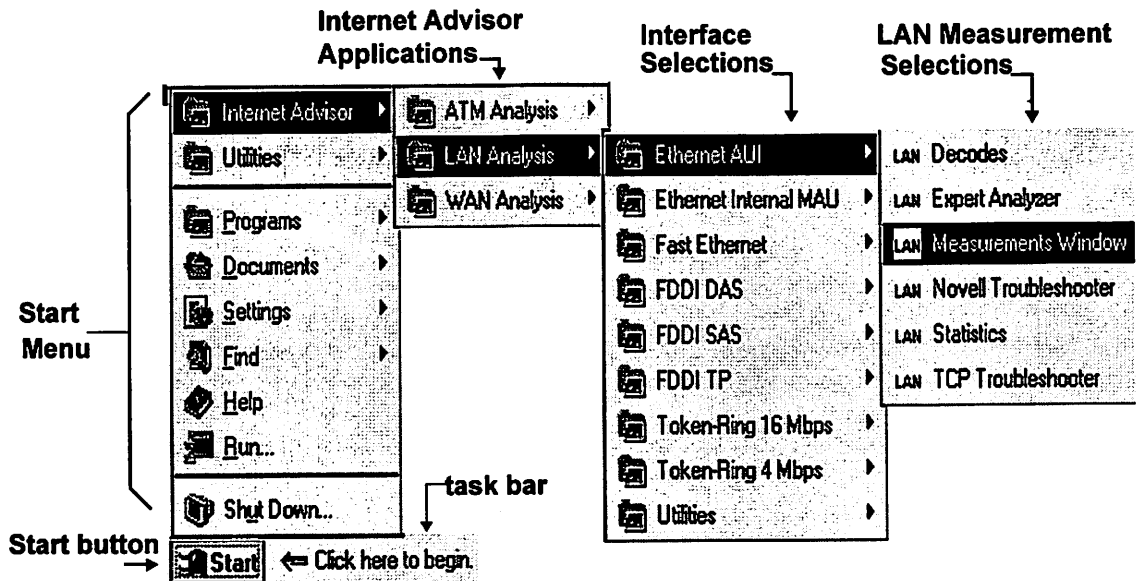 Internet Advisor
Applications
Interface
Selections
LAN Measurement
Selections
Start
Menu
Internet Advisor
Utilities
Programs
Documents
Settings
Find
Help
Run...
Shut Down...
ATM Analysis
LAN Analysis
WAN Analysis
Ethernet AUI
Ethernet Internal MAU
Fast Ethernet
FDDI DAS
FDDI SAS
FDDI TP
Token-Ring 16 Mbps
Token-Ring 4 Mbps
Utilities
LAN Decodes
LAN Expert Analyzer
LAN Measurements Window
LAN Novell Troubleshooter
LAN Statistics
LAN TCP Troubleshooter
task bar
Start button
Start
Click here to begin.